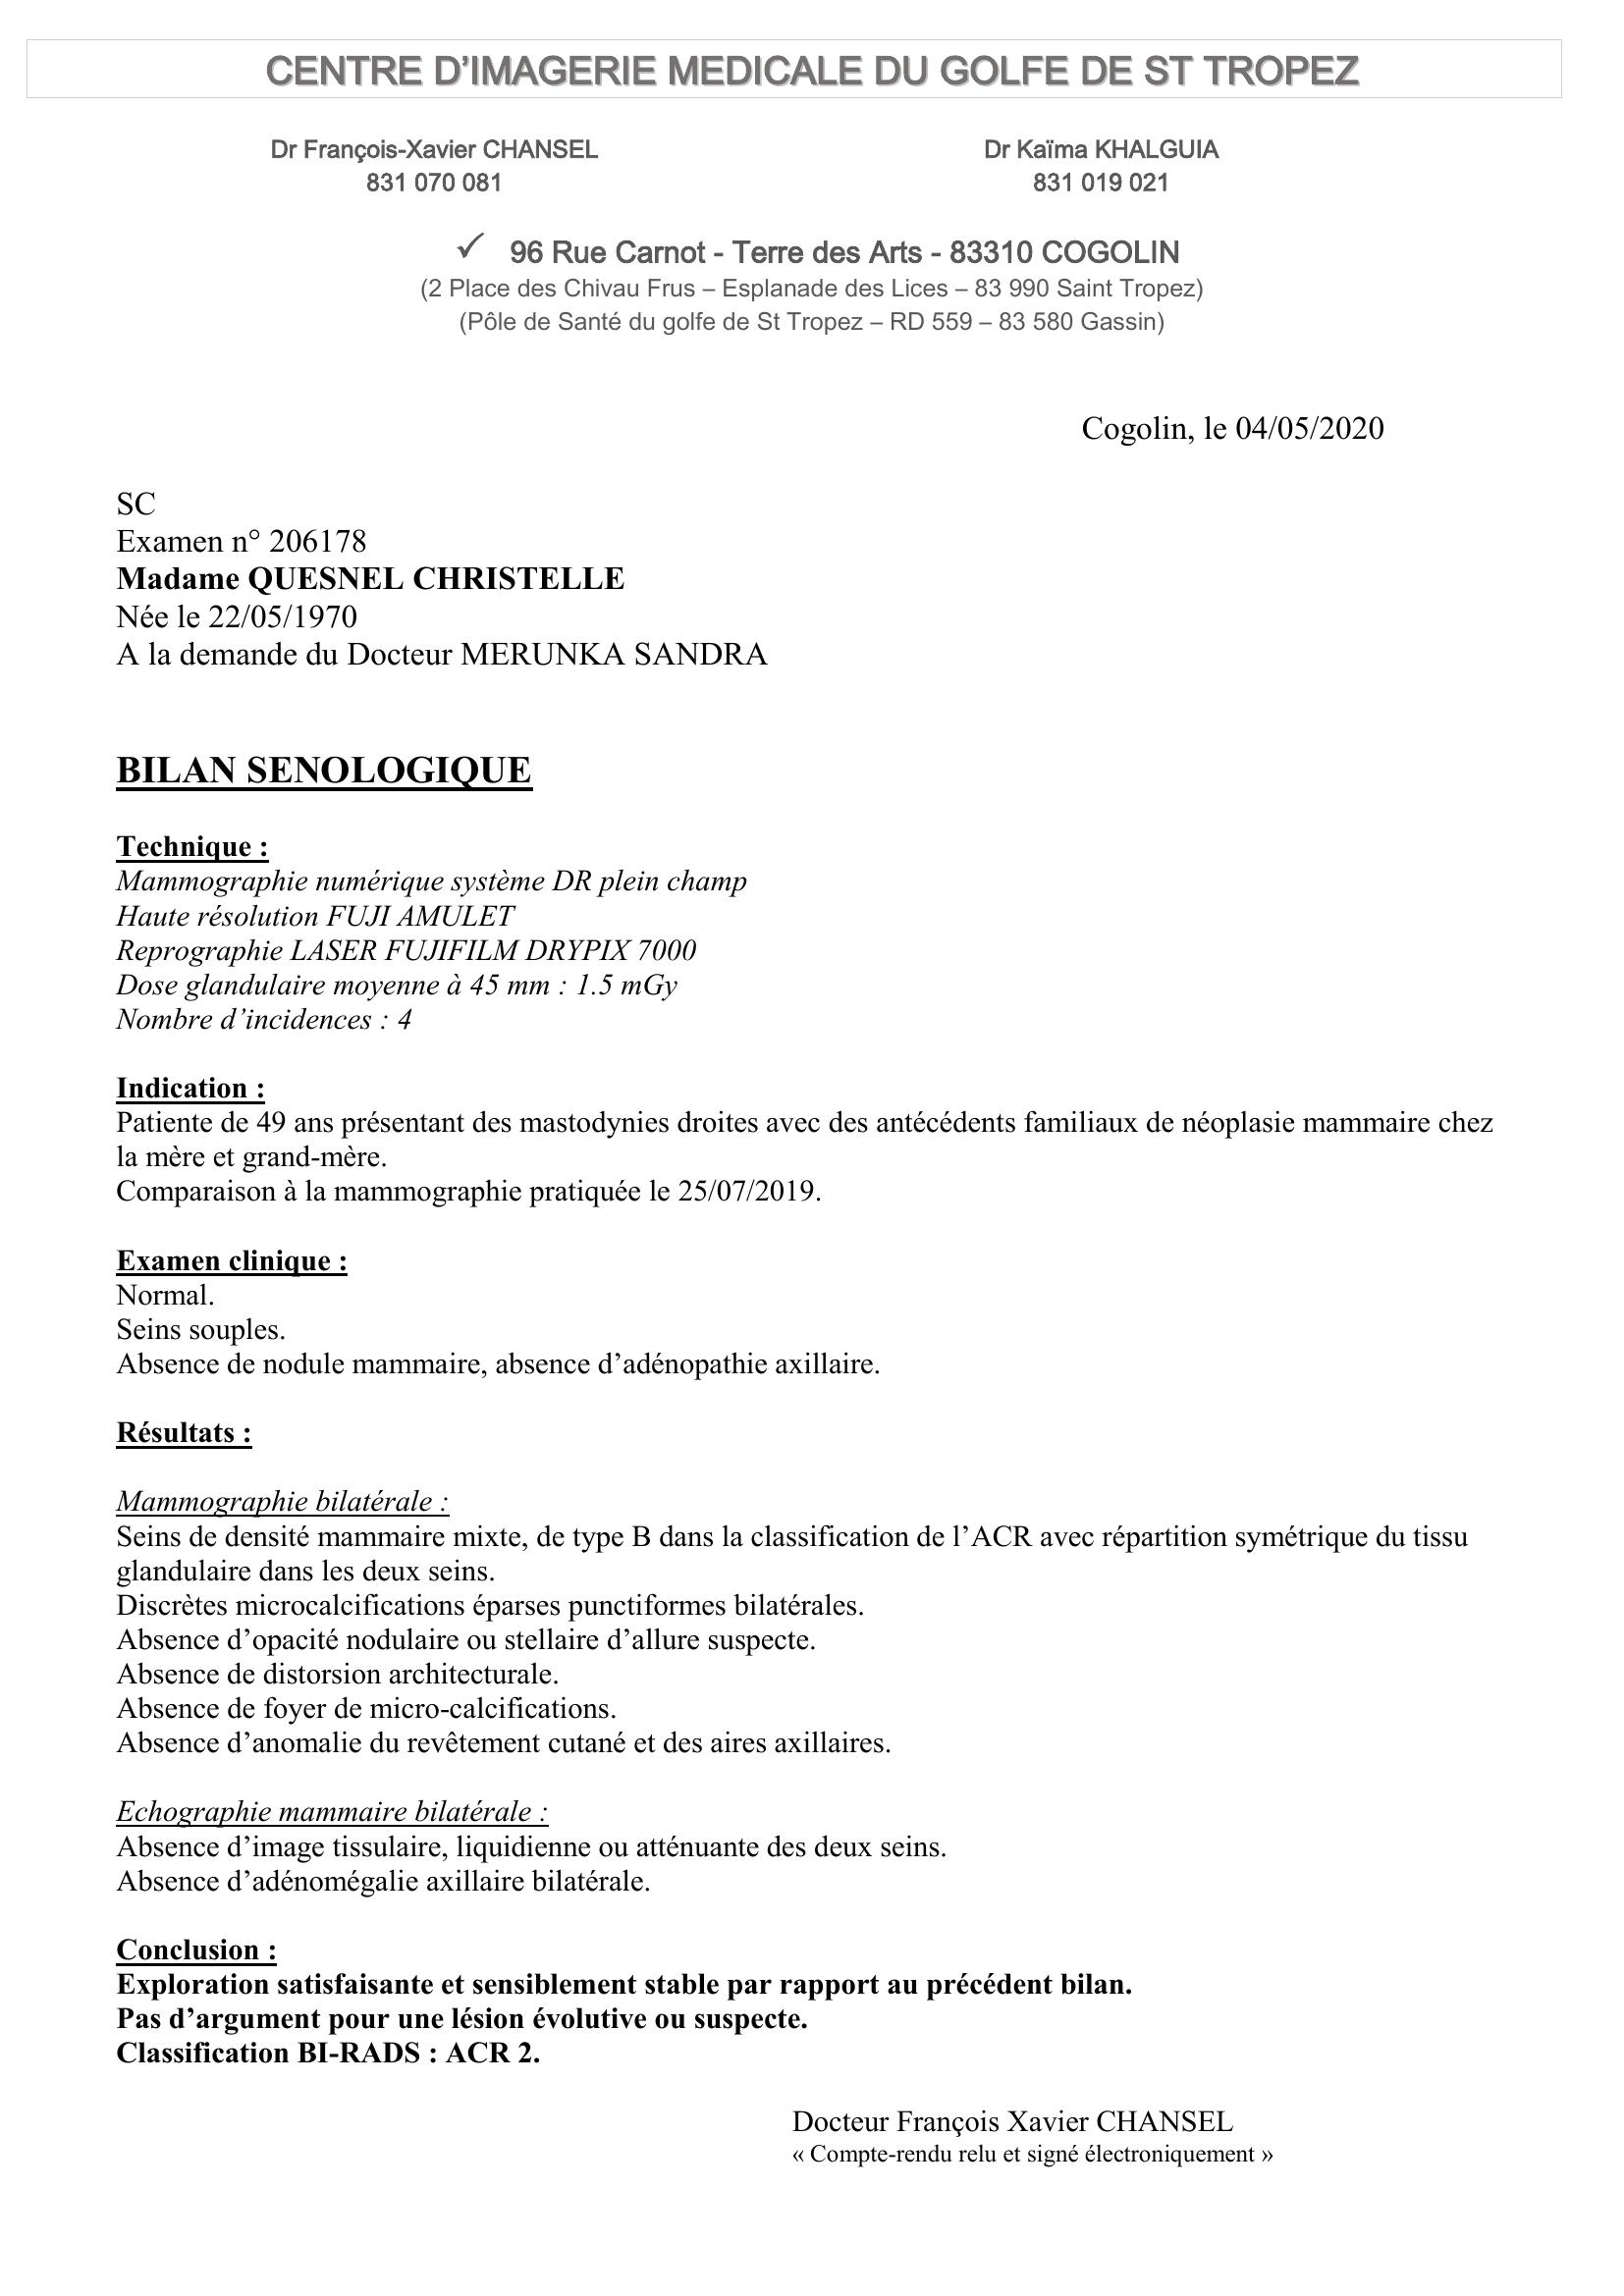 CENTRE D’IMAGERIE MEDICALE DU GOLFE DE ST TROPEZ
Dr François-Xavier CHANSEL
831 070 081
Dr Kaïma KHALGUIA
831 019 021
✓ 96 Rue Carnot - Terre des Arts - 83310 COGOLIN
(2 Place des Chivau Frus – Esplanade des Lices – 83 990 Saint Tropez)
(Pôle de Santé du golfe de St Tropez – RD 559 – 83 580 Gassin)
Cogolin, le 04/05/2020
SC
Examen n° 206178
Madame QUESNEL CHRISTELLE
Née le 22/05/1970
A la demande du Docteur MERUNKA SANDRA
BILAN SENOLOGIQUE
Technique :
Mammographie numérique système DR plein champ
Haute résolution FUJI AMULET
Reprographie LASER FUJIFILM DRYPIX 7000
Dose glandulaire moyenne à 45 mm : 1.5 mGy
Nombre d’incidences : 4
Indication :
Patiente de 49 ans présentant des mastodynies droites avec des antécédents familiaux de néoplasie mammaire chez
la mère et grand-mère.
Comparaison à la mammographie pratiquée le 25/07/2019.
Examen clinique :
Normal.
Seins souples.
Absence de nodule mammaire, absence d’adénopathie axillaire.
Résultats :
Mammographie bilatérale :
Seins de densité mammaire mixte, de type B dans la classification de l’ACR avec répartition symétrique du tissu
glandulaire dans les deux seins.
Discrètes microcalcifications éparses punctiformes bilatérales.
Absence d’opacité nodulaire ou stellaire d’allure suspecte.
Absence de distorsion architecturale.
Absence de foyer de micro-calcifications.
Absence d’anomalie du revêtement cutané et des aires axillaires.
Echographie mammaire bilatérale :
Absence d’image tissulaire, liquidienne ou atténuante des deux seins.
Absence d’adénomégalie axillaire bilatérale.
Conclusion :
Exploration satisfaisante et sensiblement stable par rapport au précédent bilan.
Pas d’argument pour une lésion évolutive ou suspecte.
Classification BI-RADS : ACR 2.
Docteur François Xavier CHANSEL
« Compte-rendu relu et signé électroniquement »